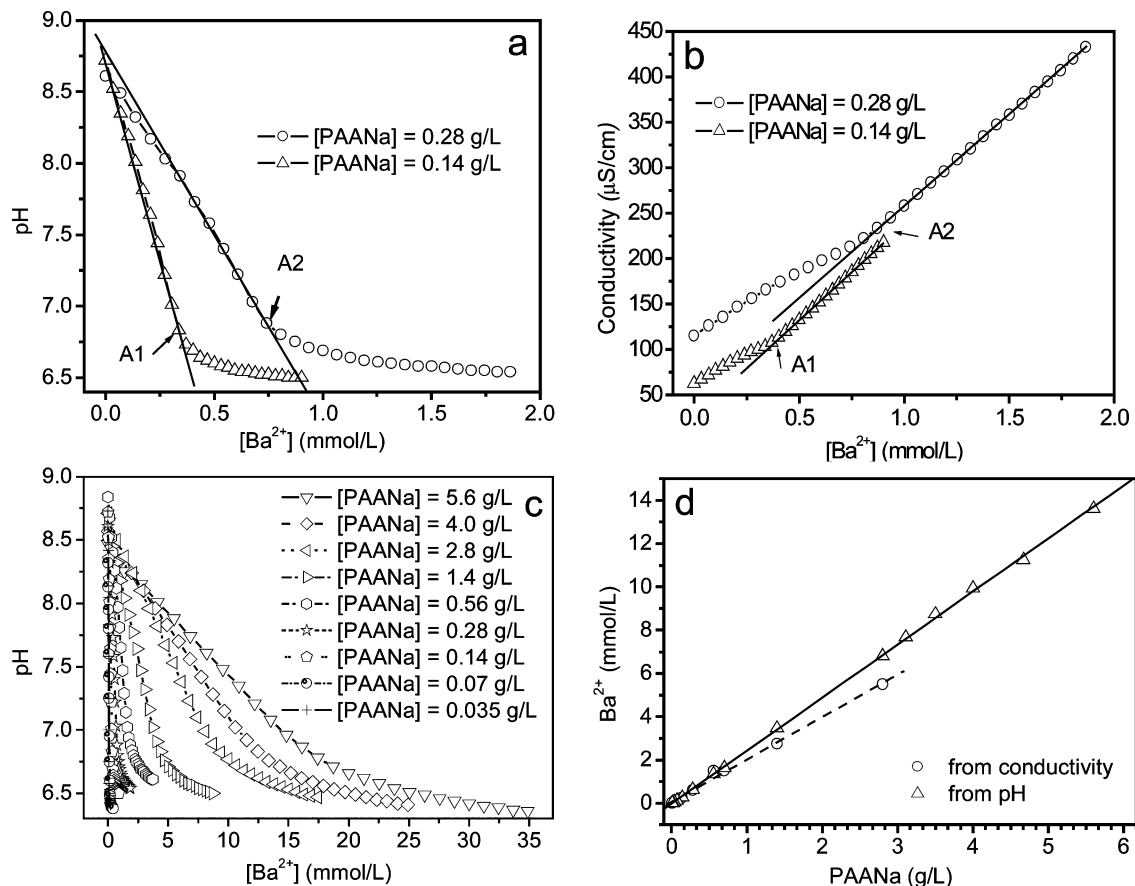 a
9.0
8.5
8.0
7.5
7.0
6.5
pH
[PAANa] = 0.28 g/L
[PAANa] = 0.14 g/L
A2
A1
0.0 0.5 1.0 1.5 2.0
[Ba²⁺] (mmol/L)
b
450
400
350
300
250
200
150
100
50
Conductivity (μS/cm)
[PAANa] = 0.28 g/L
[PAANa] = 0.14 g/L
A2
A1
0.0 0.5 1.0 1.5 2.0
[Ba²⁺] (mmol/L)
c
9.0
8.5
8.0
7.5
7.0
6.5
pH
[PAANa] = 5.6 g/L
[PAANa] = 4.0 g/L
[PAANa] = 2.8 g/L
[PAANa] = 1.4 g/L
[PAANa] = 0.56 g/L
[PAANa] = 0.28 g/L
[PAANa] = 0.14 g/L
[PAANa] = 0.07 g/L
[PAANa] = 0.035 g/L
0 5 10 15 20 25 30 35
[Ba²⁺] (mmol/L)
d
14
12
10
8
6
4
2
0
Ba²⁺ (mmol/L)
from conductivity
from pH
0 1 2 3 4 5 6
PAANa (g/L)